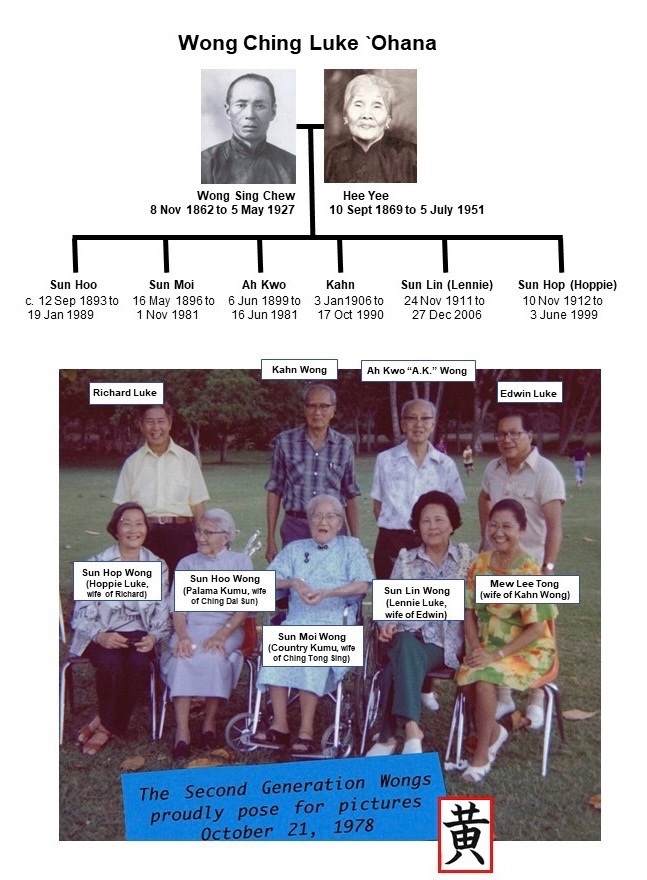 Wong Ching Luke `Ohana
Wong Sing Chew
8 Nov 1862 to 5 May 1927
Hee Yee
10 Sept 1869 to 5 July 1951
Sun Hoo
c. 12 Sep 1893 to
19 Jan 1989
Sun Moi
16 May 1896 to
1 Nov 1981
Ah Kwo
6 Jun 1899 to
16 Jun 1981
Kahn
3 Jan1906 to
17 Oct 1990
Sun Lin (Lennie)
24 Nov 1911 to
27 Dec 2006
Sun Hop (Hoppie)
10 Nov 1912 to
3 June 1999
Richard Luke
Kahn Wong
Ah Kwo “A.K.” Wong
Edwin Luke
Sun Hop Wong
(Hoppie Luke,
wife of Richard)
Sun Hoo Wong
(Palama Kumu, wife
of Ching Dai Sun)
Sun Moi Wong
(Country Kumu, wife
of Ching Tong Sing)
Sun Lin Wong
(Lennie Luke,
wife of Edwin)
Mew Lee Tong
(wife of Kahn Wong)
The Second Generation Wongs
proudly pose for pictures
October 21, 1978
黃